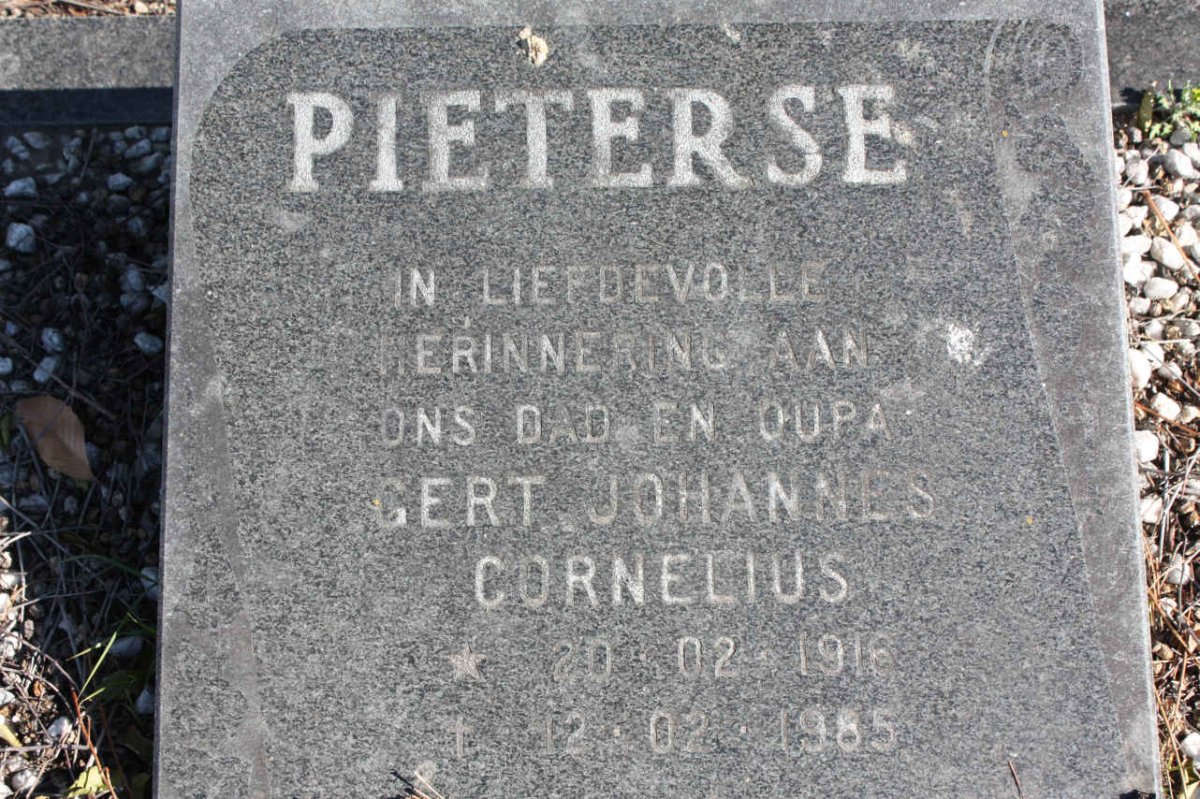 PIETERSE
IN LIEFDEVOLLE
HERINNERING AAN
ONS DAD EN OUPA
GERT JOHANNES
CORNELIUS
★ 20·02·1916
† 12·02·1985